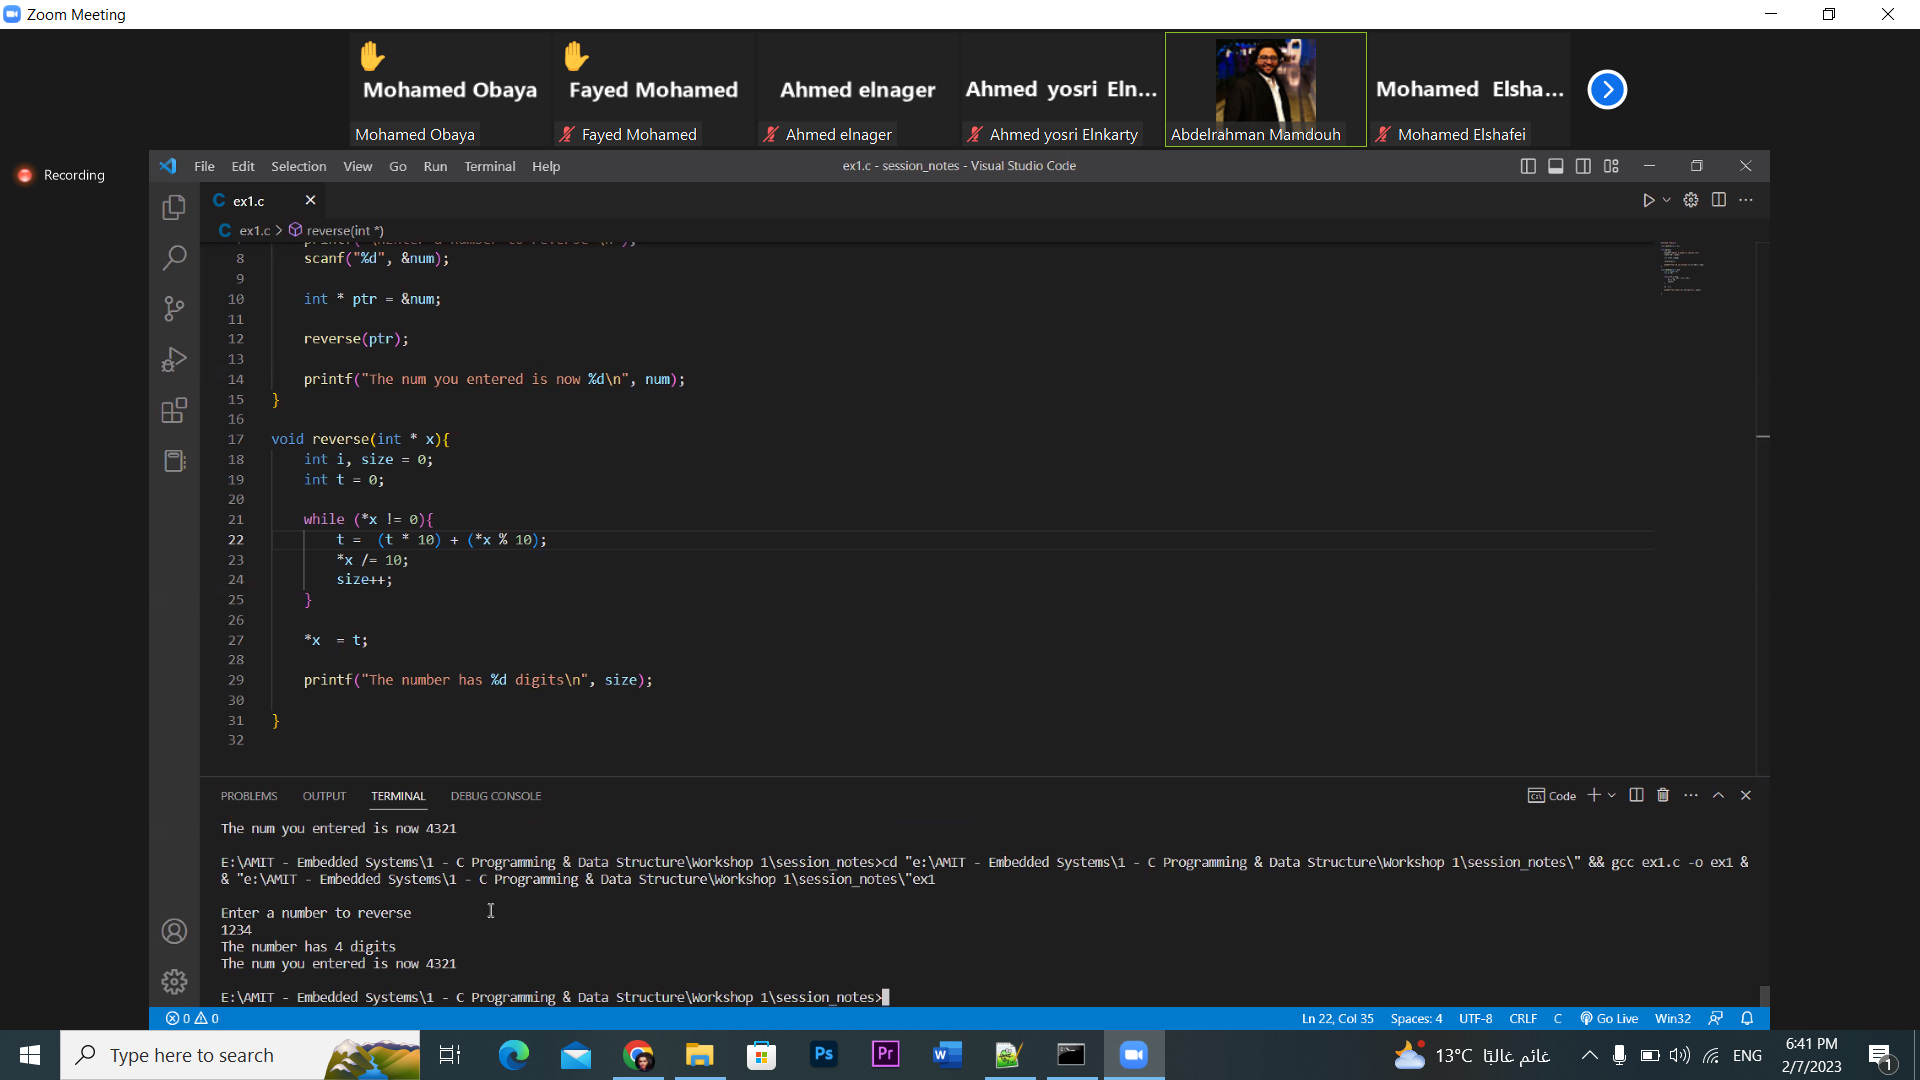 Zoom Meeting
Mohamed Obaya
Fayed Mohamed
Ahmed elnager
Ahmed yosri Eln...
Mohamed Elsha...
Mohamed Obaya
Fayed Mohamed
Ahmed elnager
Ahmed yosri Elnkarty
Abdelrahman Mamdouh
Mohamed Elshafei
Recording
File Edit Selection View Go Run Terminal Help
ex1.c - session_notes - Visual Studio Code
C ex1.c
C ex1.c > reverse(int *)
8 scanf("%d", &num);
9
10 int * ptr = &num;
11
12 reverse(ptr);
13
14 printf("The num you entered is now %d\n", num);
15 }
16
17 void reverse(int * x){
18 int i, size = 0;
19 int t = 0;
20
21 while (*x != 0){
22 t =  (t * 10) + (*x % 10);
23 *x /= 10;
24 size++;
25 }
26
27 *x  = t;
28
29 printf("The number has %d digits\n", size);
30
31 }
32
PROBLEMS OUTPUT TERMINAL DEBUG CONSOLE
Code
The num you entered is now 4321
E:\AMIT - Embedded Systems\1 - C Programming & Data Structure\Workshop 1\session_notes>cd "e:\AMIT - Embedded Systems\1 - C Programming & Data Structure\Workshop 1\session_notes\" && gcc ex1.c -o ex1 &
& "e:\AMIT - Embedded Systems\1 - C Programming & Data Structure\Workshop 1\session_notes\"ex1
Enter a number to reverse
1234
The number has 4 digits
The num you entered is now 4321
E:\AMIT - Embedded Systems\1 - C Programming & Data Structure\Workshop 1\session_notes>
0 0
Ln 22, Col 35 Spaces: 4 UTF-8 CRLF C Go Live Win32
Type here to search
Ps
Pr
W
13°C غائم غالبًا
ENG
6:41 PM
2/7/2023
1